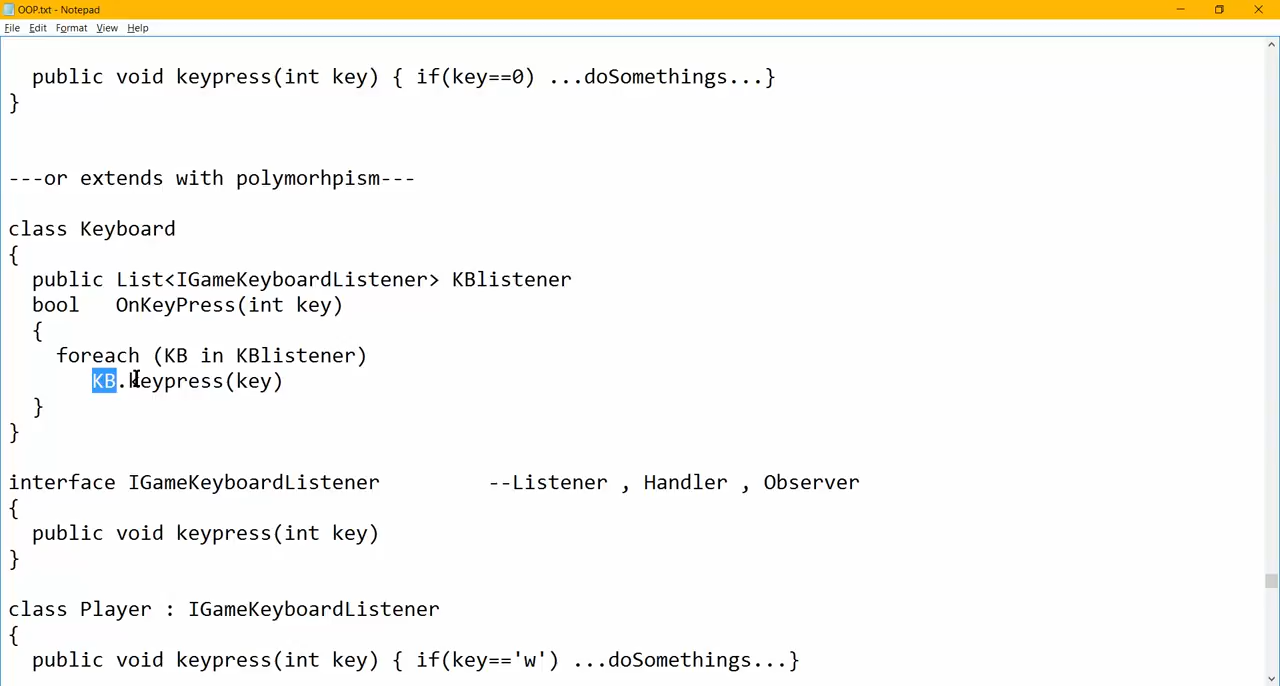 OOP.txt - Notepad
File Edit Format View Help
public void keypress(int key) { if(key==0) ...doSomethings...}
}
---or extends with polymorhpism---
class Keyboard
{
public List<IGameKeyboardListener> KBlistener
bool OnKeyPress(int key)
{
foreach (KB in KBlistener)
KB.keypress(key)
}
}
interface IGameKeyboardListener --Listener , Handler , Observer
{
public void keypress(int key)
}
class Player : IGameKeyboardListener
{
public void keypress(int key) { if(key=='w') ...doSomethings...}